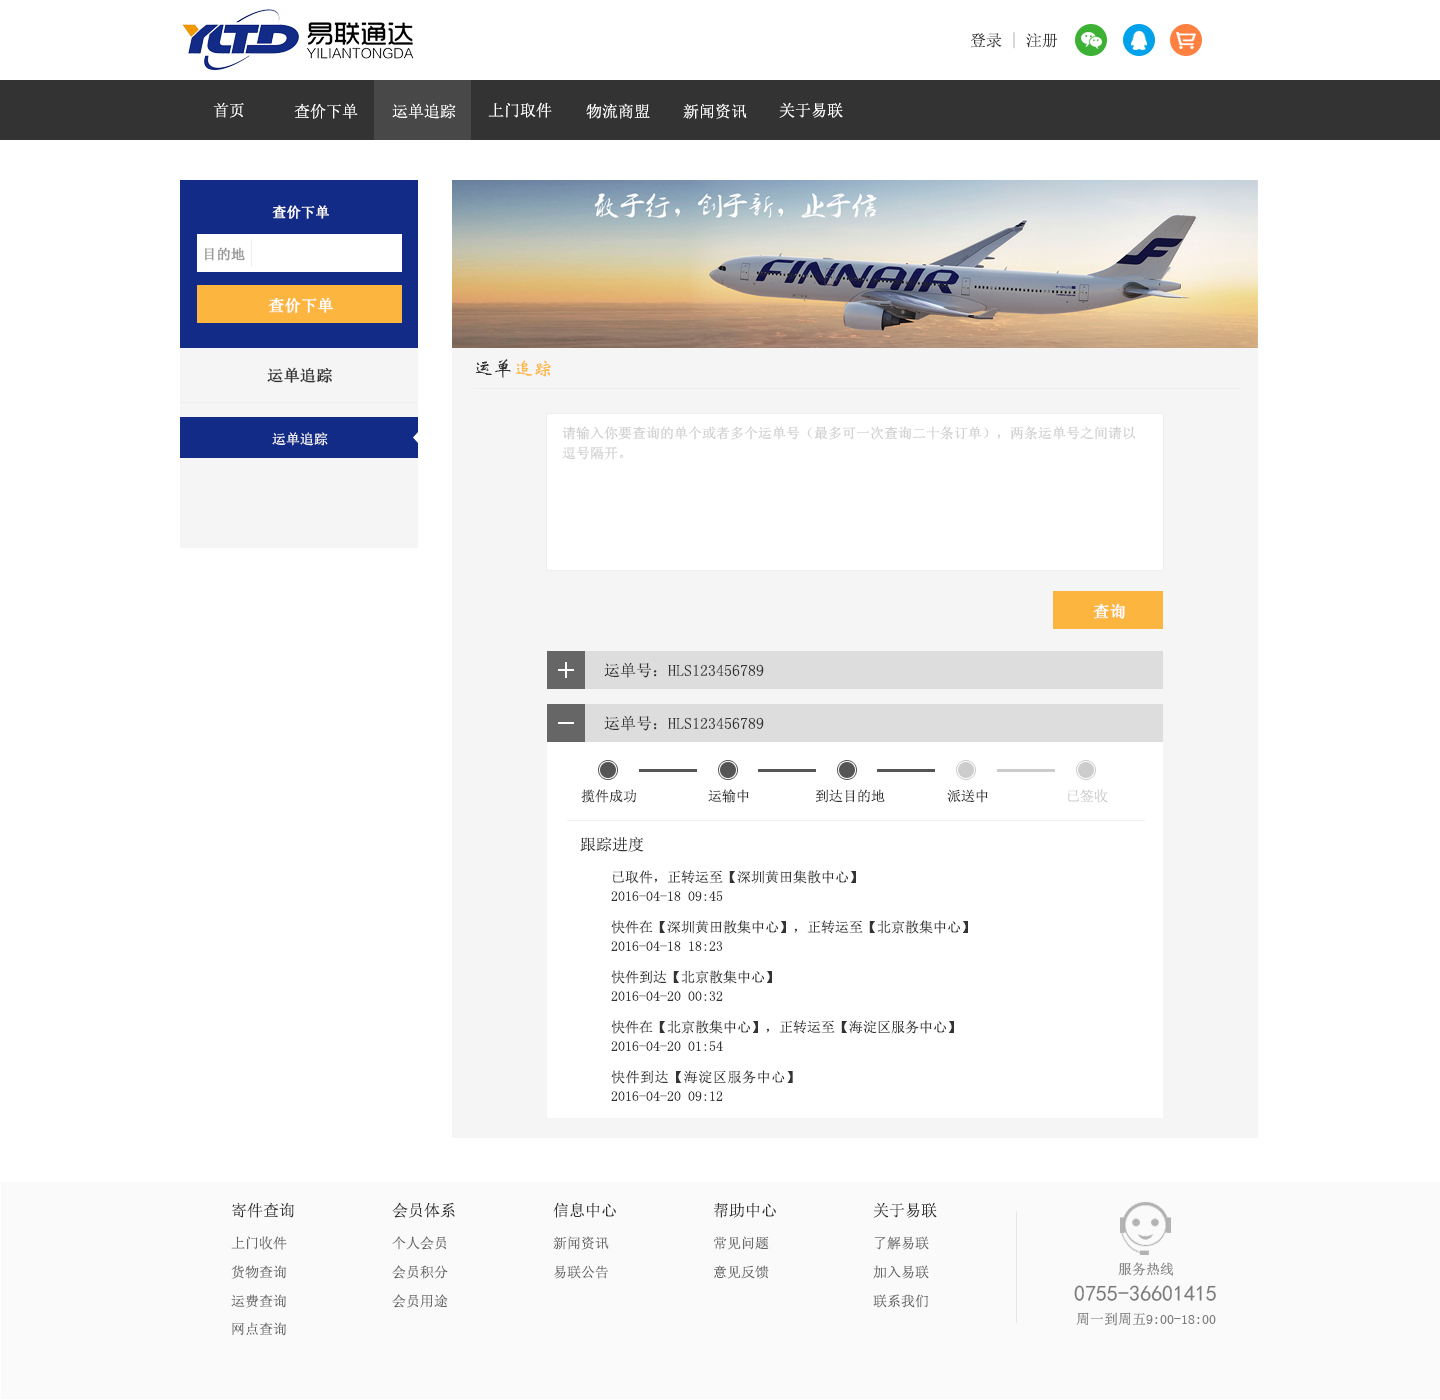 YLTD 易联通达
YILIANTONGDA
登录 | 注册
首页 查价下单 运单追踪 上门取件 物流商盟 新闻资讯 关于易联
查价下单
目的地
查价下单
运单追踪
运单追踪
敢于行，创于新，止于信
FINNAIR
运单追踪
请输入你要查询的单个或者多个运单号（最多可一次查询二十条订单），两条运单号之间请以
逗号隔开。
查询
运单号：HLS123456789
运单号：HLS123456789
揽件成功 运输中 到达目的地 派送中 已签收
跟踪进度
已取件，正转运至【深圳黄田集散中心】
2016-04-18 09:45
快件在【深圳黄田散集中心】，正转运至【北京散集中心】
2016-04-18 18:23
快件到达【北京散集中心】
2016-04-20 00:32
快件在【北京散集中心】，正转运至【海淀区服务中心】
2016-04-20 01:54
快件到达【海淀区服务中心】
2016-04-20 09:12
寄件查询
上门收件
货物查询
运费查询
网点查询
会员体系
个人会员
会员积分
会员用途
信息中心
新闻资讯
易联公告
帮助中心
常见问题
意见反馈
关于易联
了解易联
加入易联
联系我们
服务热线
0755-36601415
周一到周五9:00-18:00